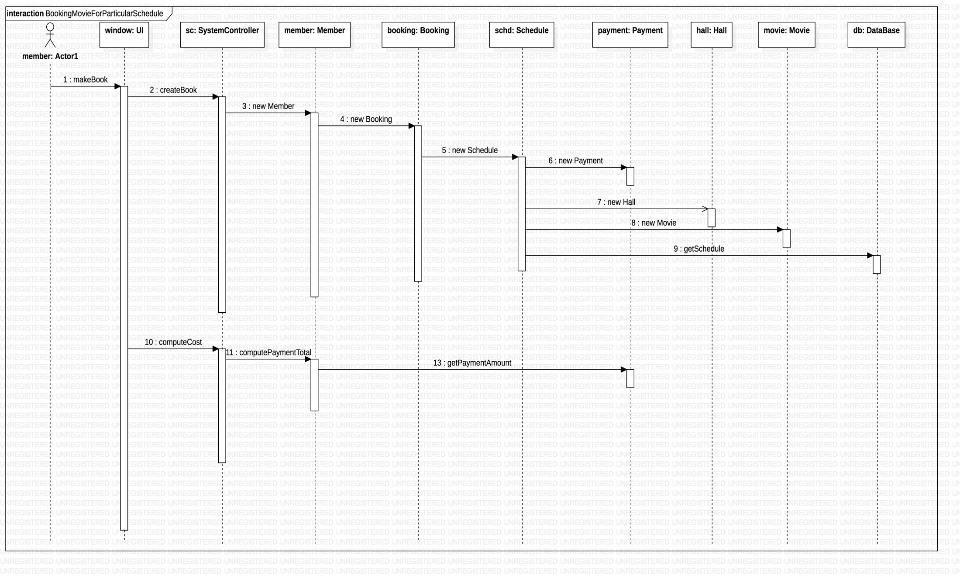 interaction BookingMovieForParticularSchedule
window: UI
sc: SystemController
member: Member
booking: Booking
schd: Schedule
payment: Payment
hall: Hall
movie: Movie
db: DataBase
member: Actor1
1 : makeBook
2 : createBook
3 : new Member
4 : new Booking
5 : new Schedule
6 : new Payment
7 : new Hall
8 : new Movie
9 : getSchedule
10 : computeCost
11 : computePaymentTotal
13 : getPaymentAmount